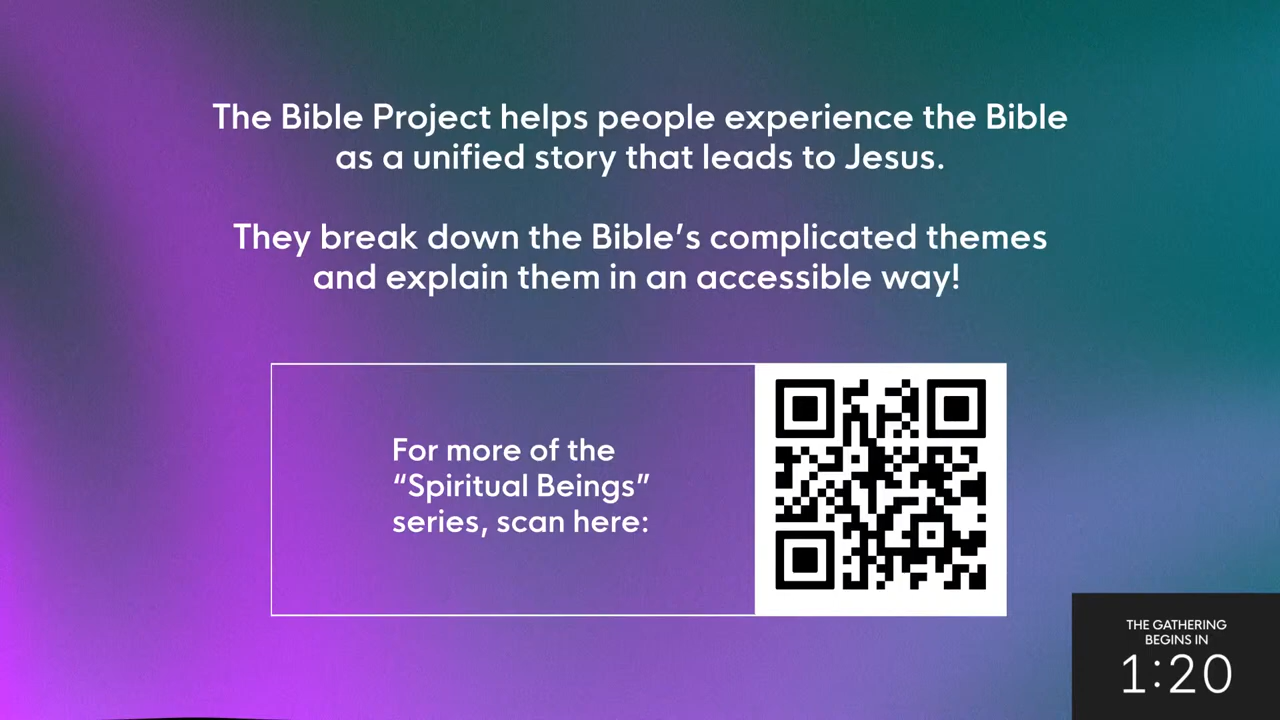 The Bible Project helps people experience the Bible
as a unified story that leads to Jesus.
They break down the Bible’s complicated themes
and explain them in an accessible way!
For more of the
“Spiritual Beings”
series, scan here:
THE GATHERING
BEGINS IN
1:20